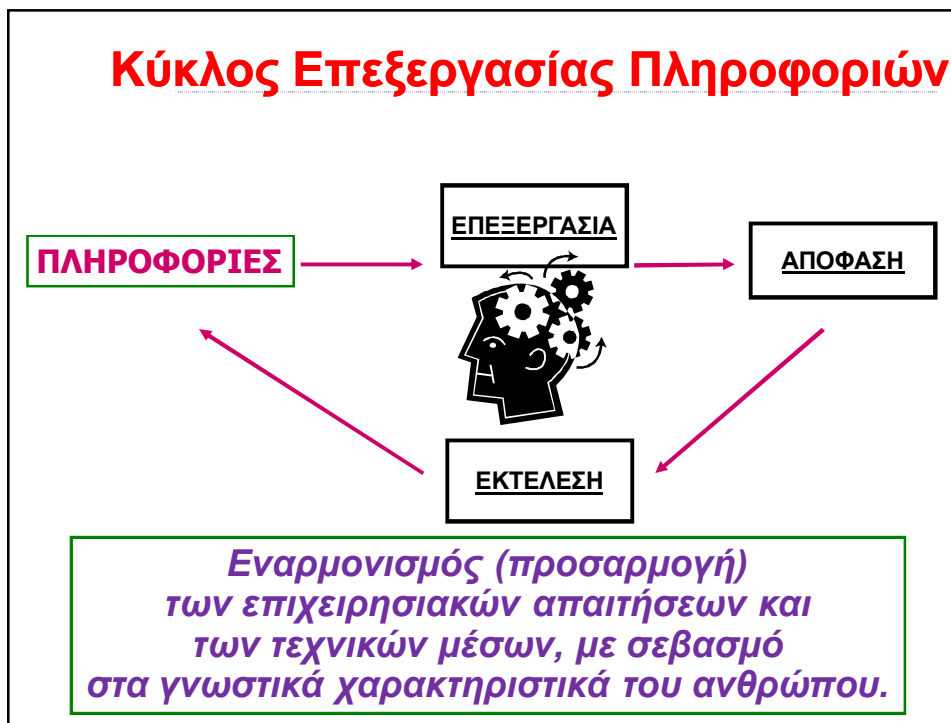 Κύκλος Επεξεργασίας Πληροφοριών
ΕΠΕΞΕΡΓΑΣΙΑ
ΠΛΗΡΟΦΟΡΙΕΣ
ΑΠΟΦΑΣΗ
ΕΚΤΕΛΕΣΗ
Εναρμονισμός (προσαρμογή)
των επιχειρησιακών απαιτήσεων και
των τεχνικών μέσων, με σεβασμό
στα γνωστικά χαρακτηριστικά του ανθρώπου.